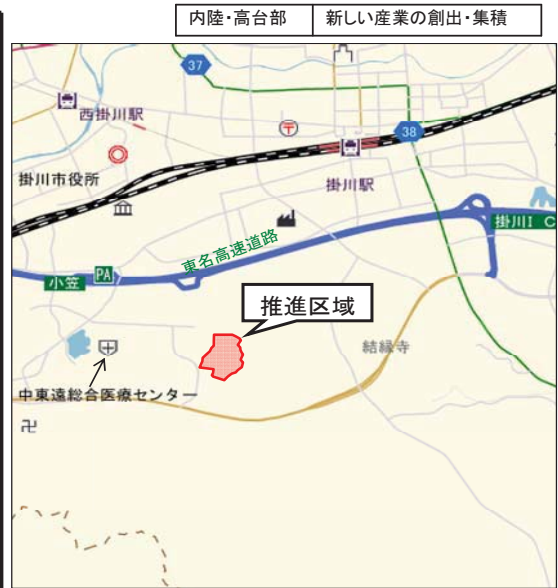 内陸・高台部 新しい産業の創出・集積
37
西掛川駅
38
掛川市役所
掛川駅
掛川I C
東名高速道路
小笠
PA
推進区域
結縁寺
中東遠総合医療センター